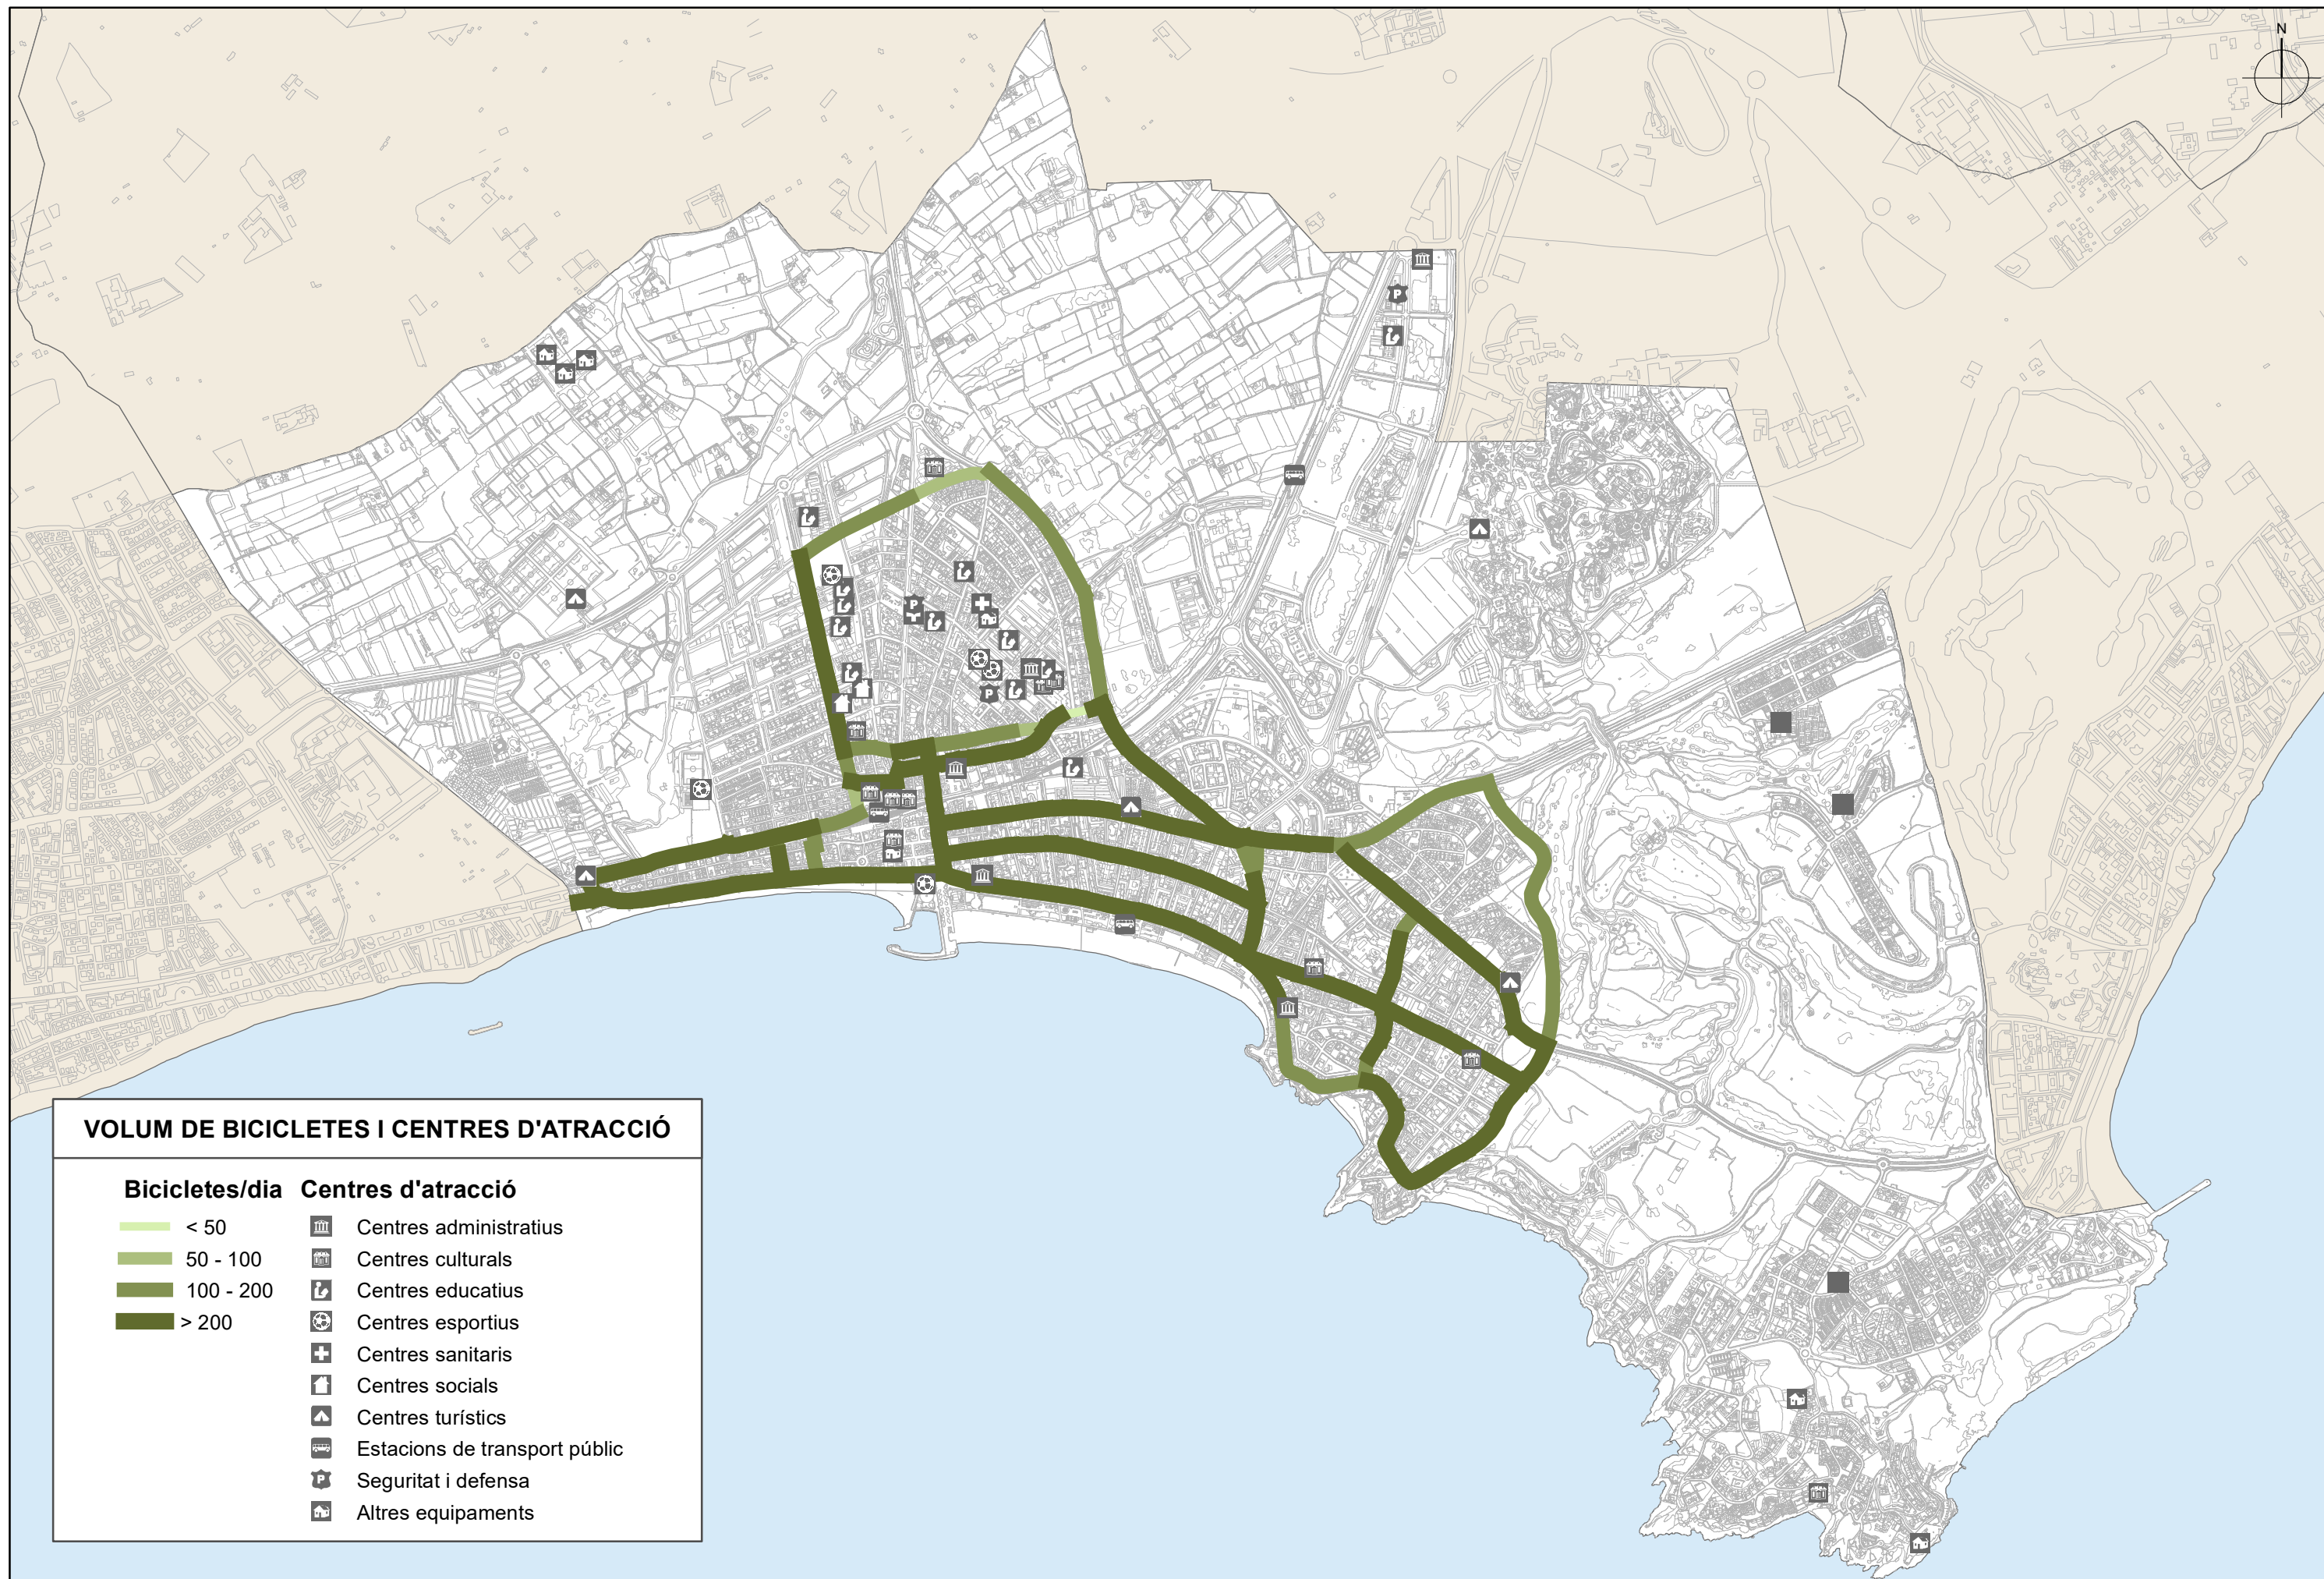 N
VOLUM DE BICICLETES I CENTRES D'ATRACCIÓ
Bicicletes/dia Centres d'atracció
< 50
50 - 100
100 - 200
> 200
Centres administratius
Centres culturals
Centres educatius
Centres esportius
Centres sanitaris
Centres socials
Centres turístics
Estacions de transport públic
Seguritat i defensa
Altres equipaments